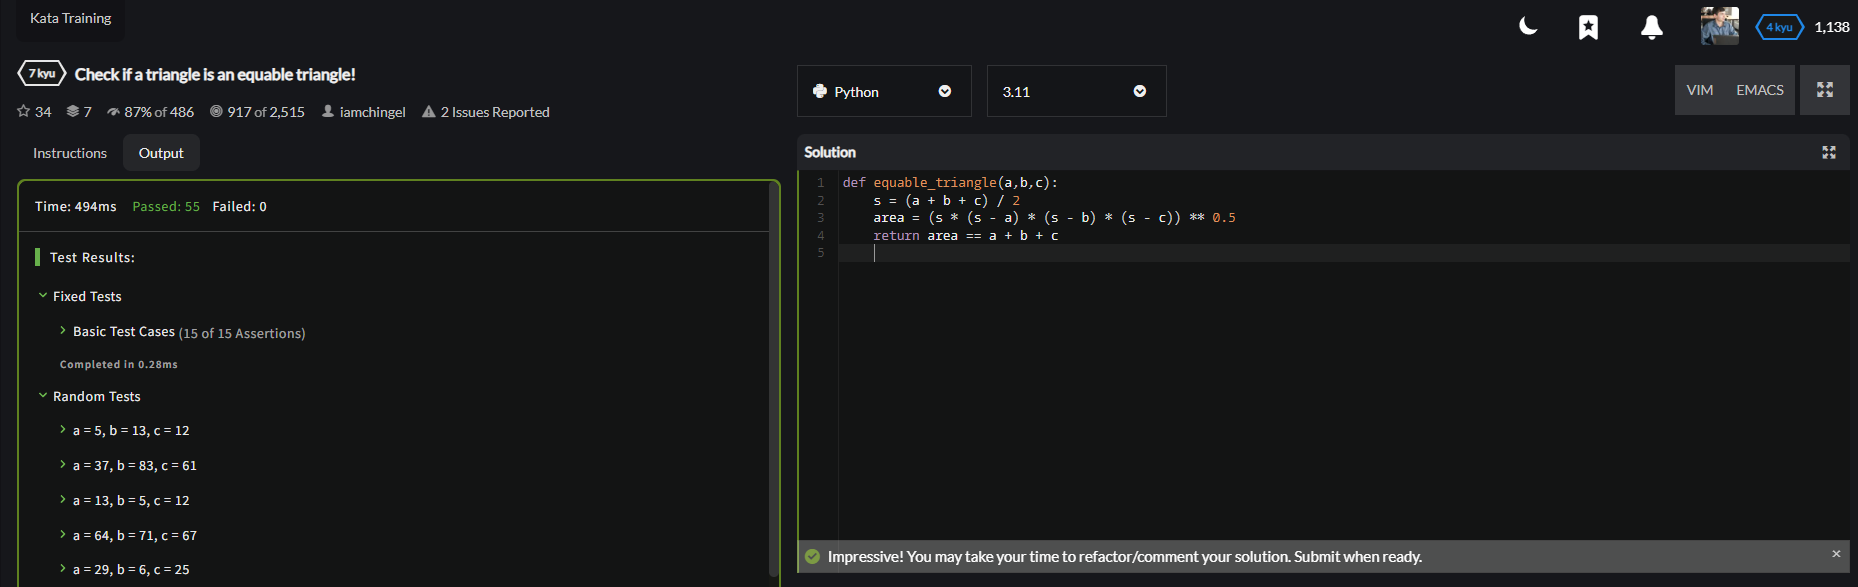 Kata Training
4 kyu 1,138
7 kyu Check if a triangle is an equable triangle!
34 7 87% of 486 917 of 2,515 iamchingel 2 Issues Reported
Python 3.11
VIM EMACS
Instructions Output
Time: 494ms Passed: 55 Failed: 0
Test Results:
Fixed Tests
Basic Test Cases (15 of 15 Assertions)
Completed in 0.28ms
Random Tests
a = 5, b = 13, c = 12
a = 37, b = 83, c = 61
a = 13, b = 5, c = 12
a = 64, b = 71, c = 67
a = 29, b = 6, c = 25
Solution
1 def equable_triangle(a,b,c):
2     s = (a + b + c) / 2
3     area = (s * (s - a) * (s - b) * (s - c)) ** 0.5
4     return area == a + b + c
5
Impressive! You may take your time to refactor/comment your solution. Submit when ready. ×